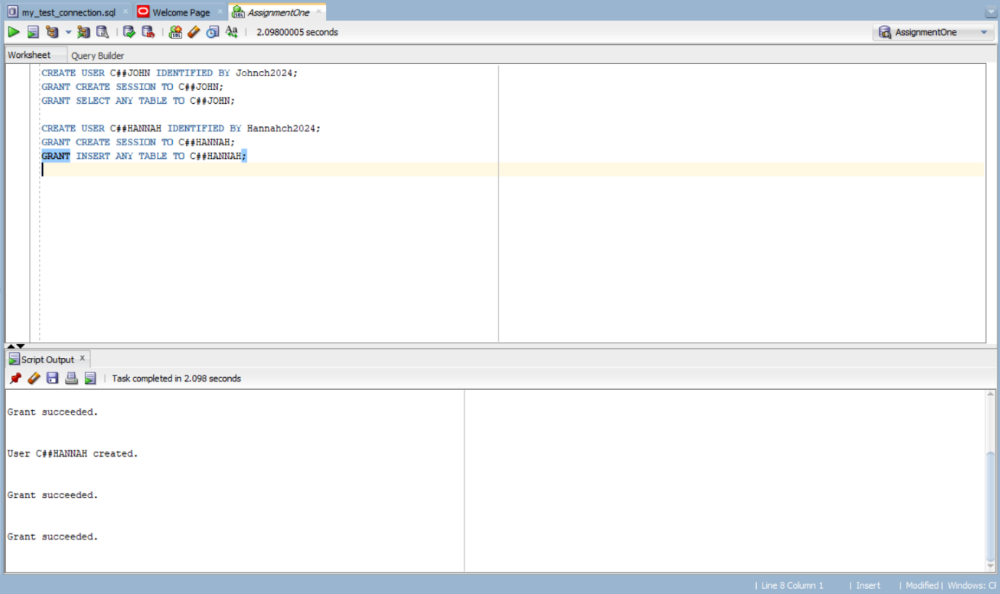 my_test_connection.sql Welcome Page AssignmentOne
2.09800005 seconds AssignmentOne
Worksheet Query Builder
CREATE USER C##JOHN IDENTIFIED BY Johnch2024;
GRANT CREATE SESSION TO C##JOHN;
GRANT SELECT ANY TABLE TO C##JOHN;
CREATE USER C##HANNAH IDENTIFIED BY Hannahch2024;
GRANT CREATE SESSION TO C##HANNAH;
GRANT INSERT ANY TABLE TO C##HANNAH;
Script Output
Task completed in 2.098 seconds
Grant succeeded.
User C##HANNAH created.
Grant succeeded.
Grant succeeded.
| Line 8 Column 1 | Insert | Modified | Windows: CR